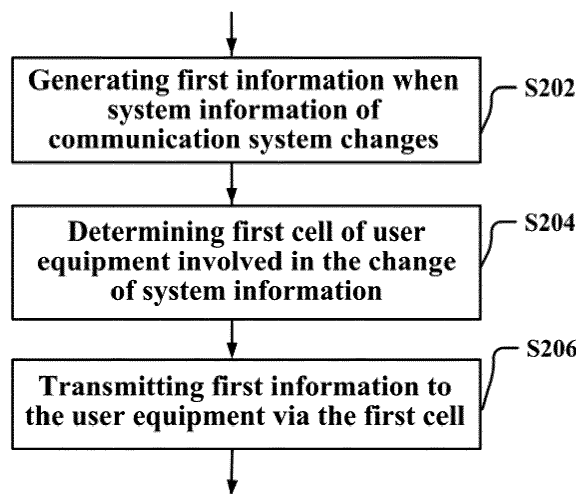 Generating first information when
system information of
communication system changes
S202
Determining first cell of user
equipment involved in the change
of system information
S204
Transmitting first information to
the user equipment via the first cell
S206